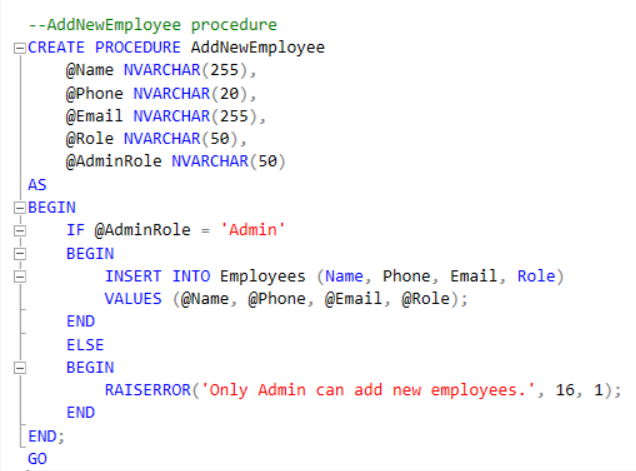 --AddNewEmployee procedure
CREATE PROCEDURE AddNewEmployee
    @Name NVARCHAR(255),
    @Phone NVARCHAR(20),
    @Email NVARCHAR(255),
    @Role NVARCHAR(50),
    @AdminRole NVARCHAR(50)
AS
BEGIN
    IF @AdminRole = 'Admin'
    BEGIN
        INSERT INTO Employees (Name, Phone, Email, Role)
        VALUES (@Name, @Phone, @Email, @Role);
    END
    ELSE
    BEGIN
        RAISERROR('Only Admin can add new employees.', 16, 1);
    END
END;
GO